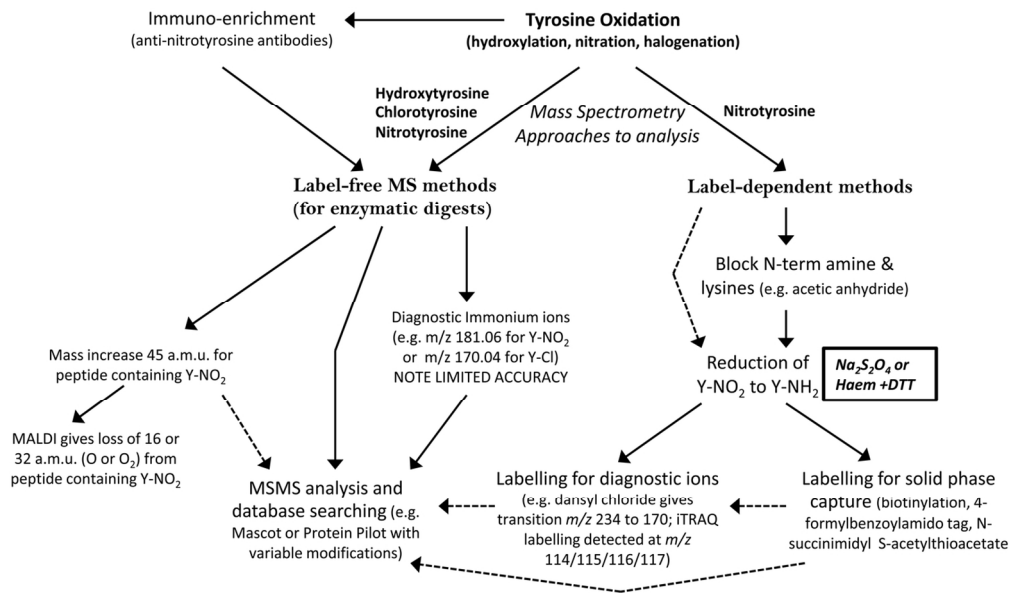 Immuno-enrichment
(anti-nitrotyrosine antibodies)
Tyrosine Oxidation
(hydroxylation, nitration, halogenation)
Hydroxytyrosine
Chlorotyrosine
Nitrotyrosine
Mass Spectrometry
Approaches to analysis
Nitrotyrosine
Label-free MS methods
(for enzymatic digests)
Label-dependent methods
Block N-term amine &
lysines (e.g. acetic anhydride)
Diagnostic Immonium ions
(e.g. m/z 181.06 for Y-NO₂
or m/z 170.04 for Y-Cl)
NOTE LIMITED ACCURACY
Mass increase 45 a.m.u. for
peptide containing Y-NO₂
Reduction of
Y-NO₂ to Y-NH₂
Na₂S₂O₄ or
Haem +DTT
MALDI gives loss of 16 or
32 a.m.u. (O or O₂) from
peptide containing Y-NO₂
MSMS analysis and
database searching (e.g.
Mascot or Protein Pilot with
variable modifications)
Labelling for diagnostic ions
(e.g. dansyl chloride gives
transition m/z 234 to 170; iTRAQ
labelling detected at m/z
114/115/116/117)
Labelling for solid phase
capture (biotinylation, 4-
formylbenzoylamido tag, N-
succinimidyl S-acetylthioacetate